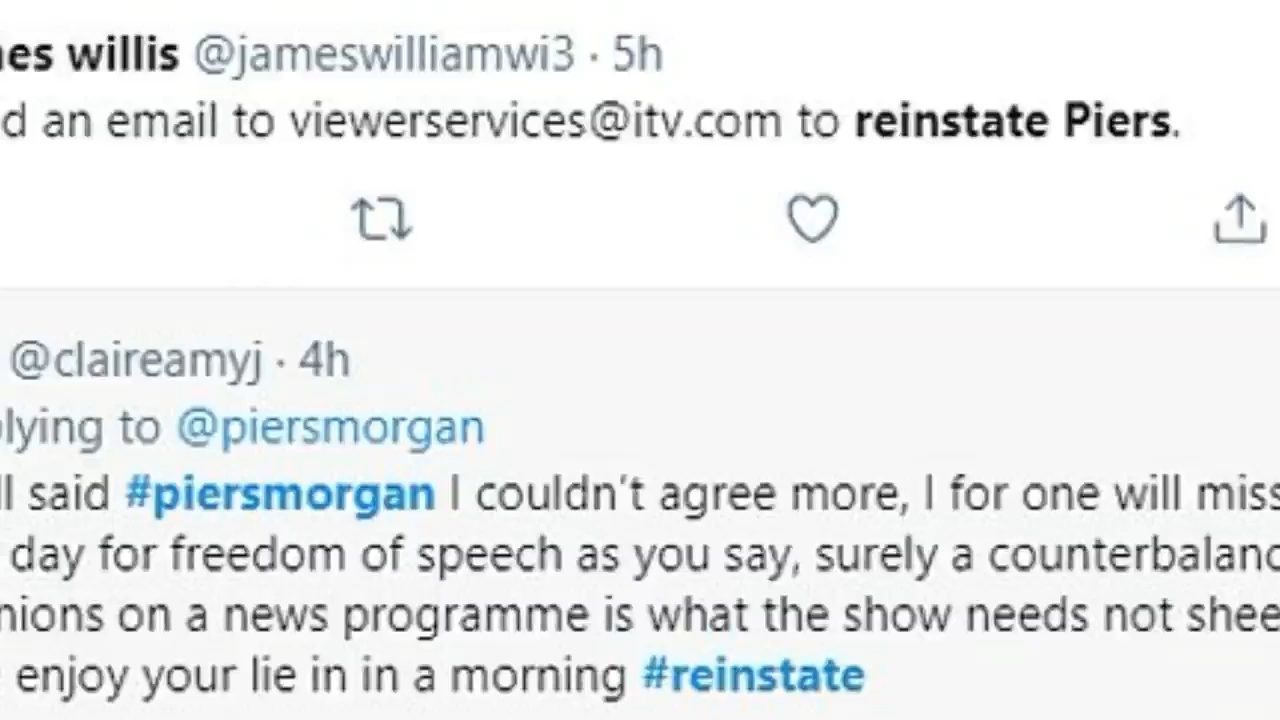 nes willis @jameswilliamwi3 · 5h
d an email to viewerservices@itv.com to reinstate Piers.
@claireamyj · 4h
lying to @piersmorgan
ll said #piersmorgan I couldn't agree more, I for one will miss
day for freedom of speech as you say, surely a counterbalanc
nions on a news programme is what the show needs not shee
enjoy your lie in in a morning #reinstate